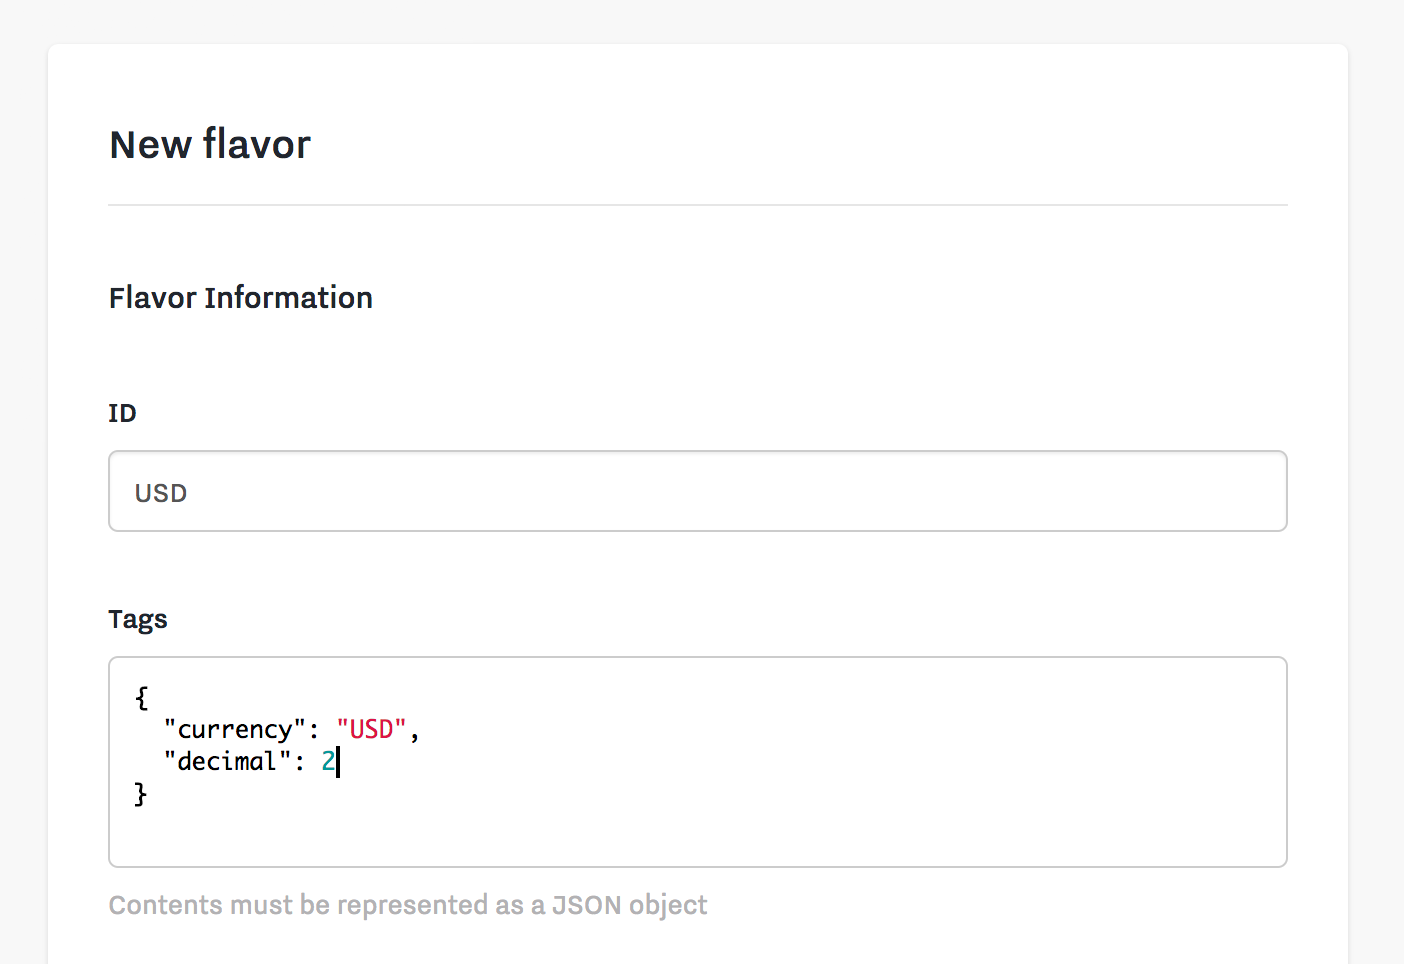 New flavor
Flavor Information
ID
USD
Tags
{
  "currency": "USD",
  "decimal": 2
}
Contents must be represented as a JSON object